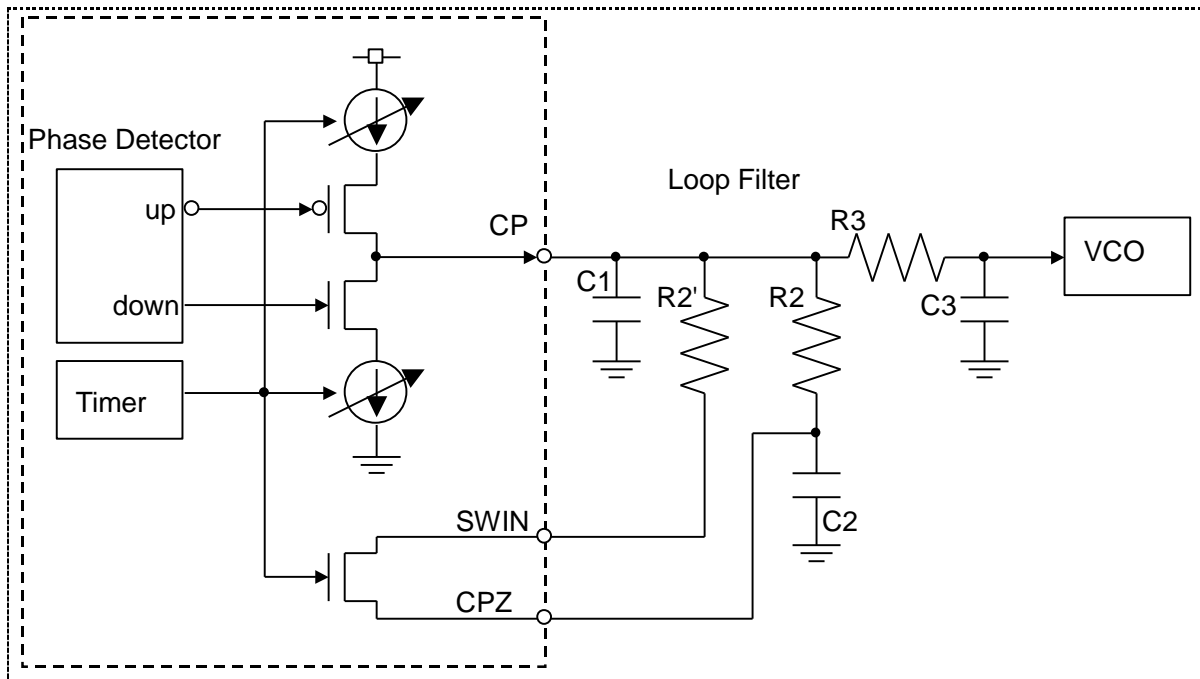 Phase Detector
up
down
Timer
CP
SWIN
CPZ
Loop Filter
C1
R2'
R2
R3
C3
C2
VCO